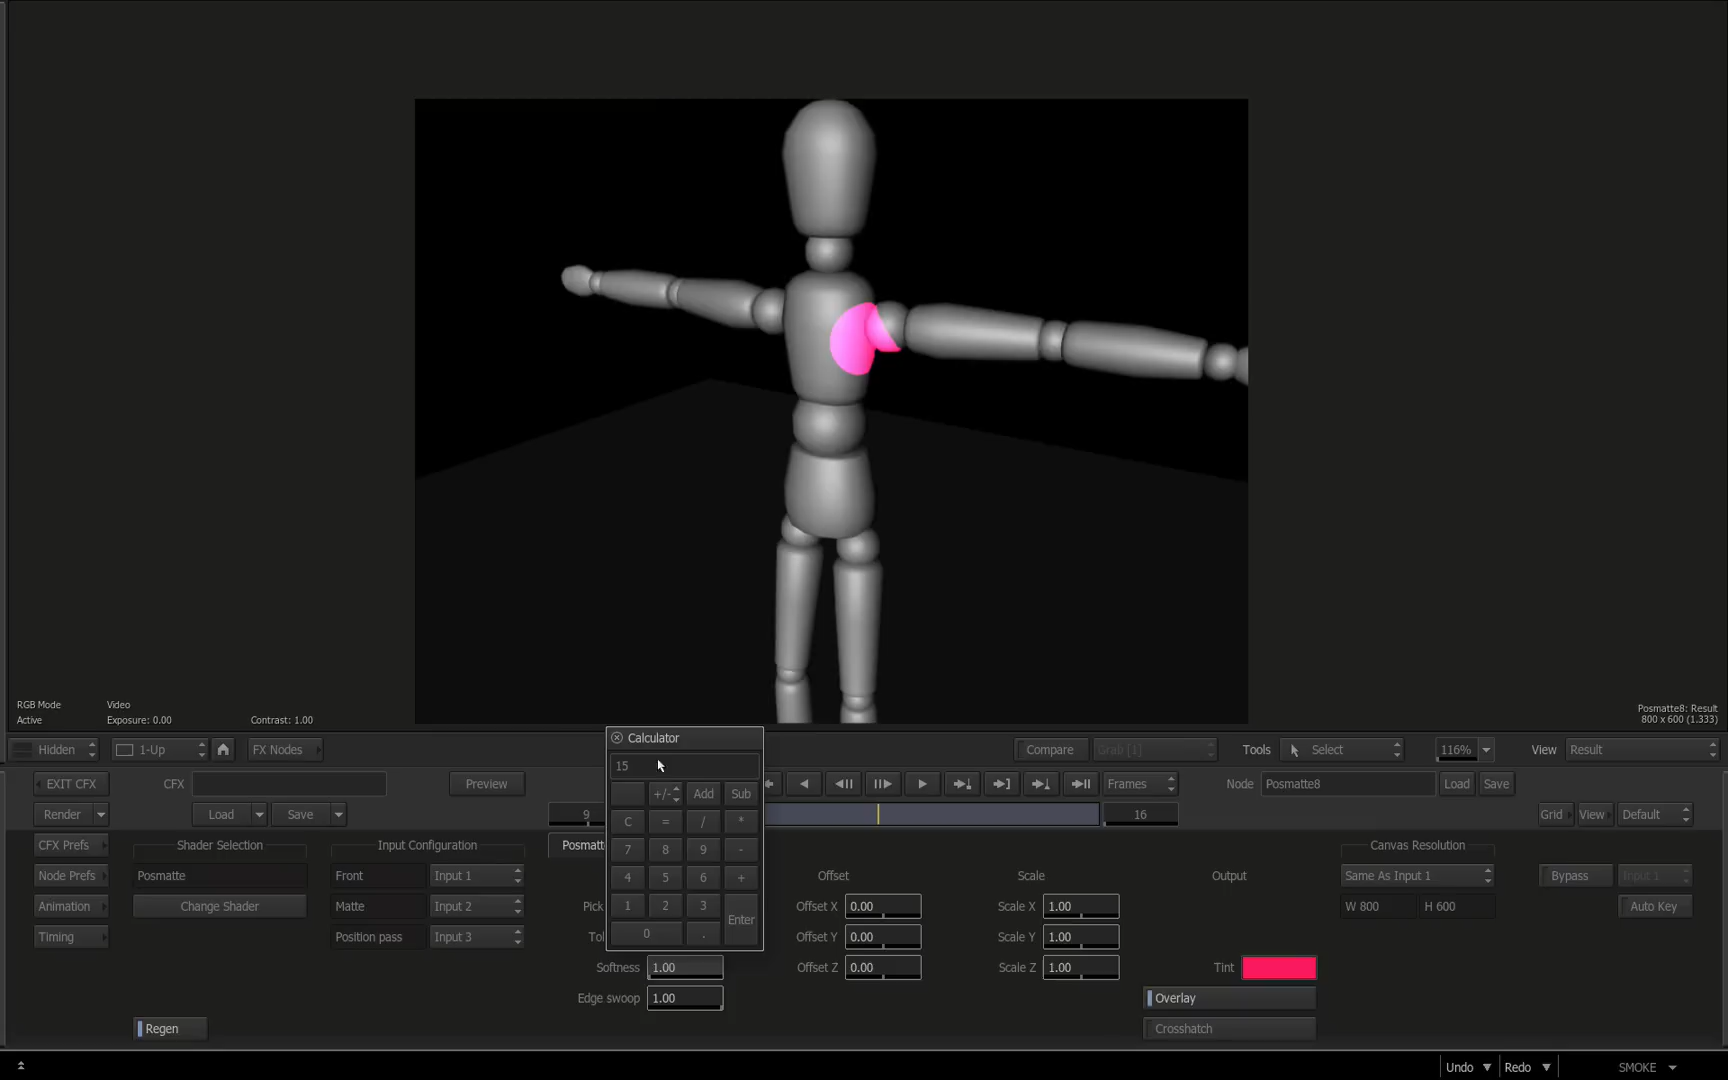 RGB Mode
Video
Active
Exposure: 0.00
Contrast: 1.00
Posmatte8: Result
800 x 600 (1.333)
Hidden
1-Up
FX Nodes
Calculator
15
+/-
Add
Sub
C
=
/
*
7
8
9
-
4
5
6
+
1
2
3
Enter
0
.
Compare
Grab [1]
Tools
Select
116%
View
Result
EXIT CFX
CFX
Preview
Frames
Node
Posmatte8
Load
Save
Render
Load
Save
9
16
Grid
View
Default
CFX Prefs
Shader Selection
Input Configuration
Posmatt
Canvas Resolution
Node Prefs
Posmatte
Front
Input 1
Offset
Scale
Output
Same As Input 1
Bypass
Input 1
Animation
Change Shader
Matte
Input 2
Pick
Offset X
0.00
Scale X
1.00
W 800
H 600
Auto Key
Timing
Position pass
Input 3
Tol
Offset Y
0.00
Scale Y
1.00
Softness
1.00
Offset Z
0.00
Scale Z
1.00
Tint
Edge swoop
1.00
Overlay
Regen
Crosshatch
Undo
Redo
SMOKE